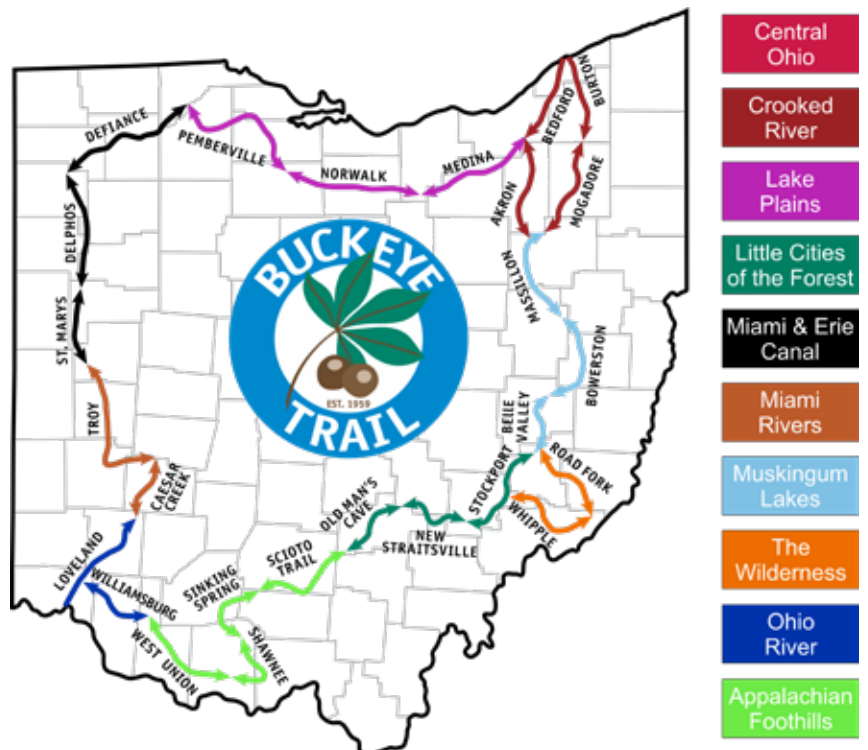 DEFIANCE
PEMBERVILLE
NORWALK
MEDINA
BEDFORD
BURTON
AKRON
MOGADORE
DELPHOS
ST. MARYS
MASSILLON
BOWERSTON
BUCKEYE
TRAIL
EST. 1959
TROY
CAESAR
CREEK
BELLE
VALLEY
ROAD FORK
STOCKPORT
WHIPPLE
OLD MAN'S
CAVE
NEW
STRAITSVILLE
SCIOTO
TRAIL
SINKING
SPRING
SHAWNEE
LOVELAND
WILLIAMSBURG
WEST UNION
Central
Ohio
Crooked
River
Lake
Plains
Little Cities
of the Forest
Miami & Erie
Canal
Miami
Rivers
Muskingum
Lakes
The
Wilderness
Ohio
River
Appalachian
Foothills